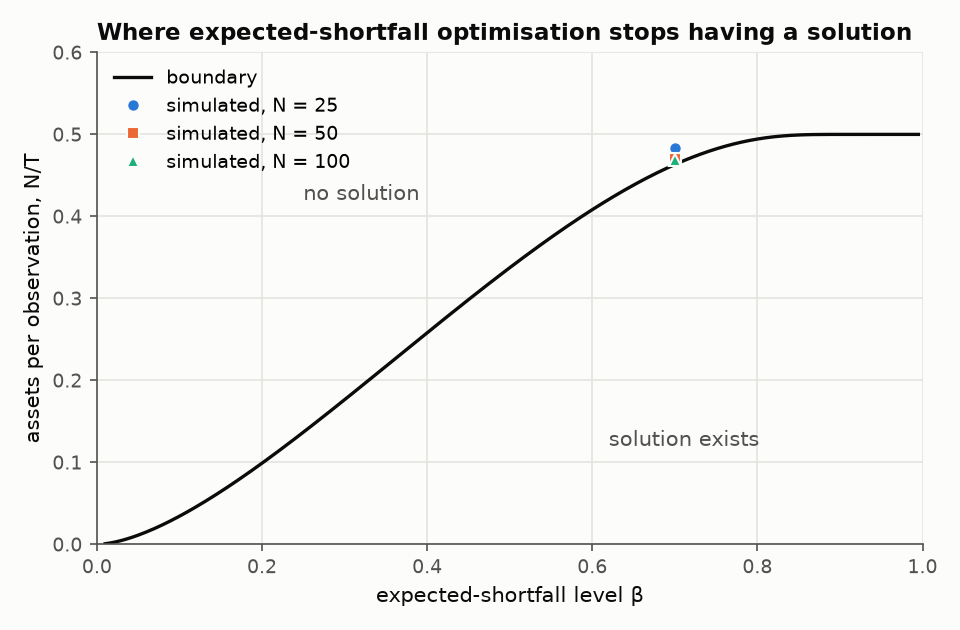 Where expected-shortfall optimisation stops having a solution
boundary
simulated, N = 25
simulated, N = 50
simulated, N = 100
no solution
solution exists
assets per observation, N/T
0.6
0.5
0.4
0.3
0.2
0.1
0.0
0.0 0.2 0.4 0.6 0.8 1.0
expected-shortfall level β